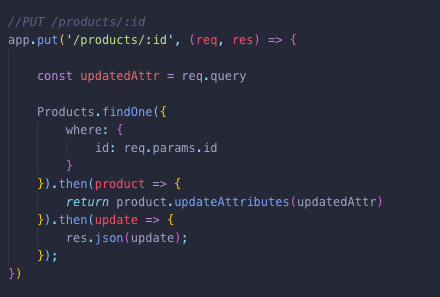 //PUT /products/:id
app.put('/products/:id', (req, res) => {
const updatedAttr = req.query
Products.findOne({
where: {
id: req.params.id
}
}).then(product => {
return product.updateAttributes(updatedAttr)
}).then(update => {
res.json(update);
});
})